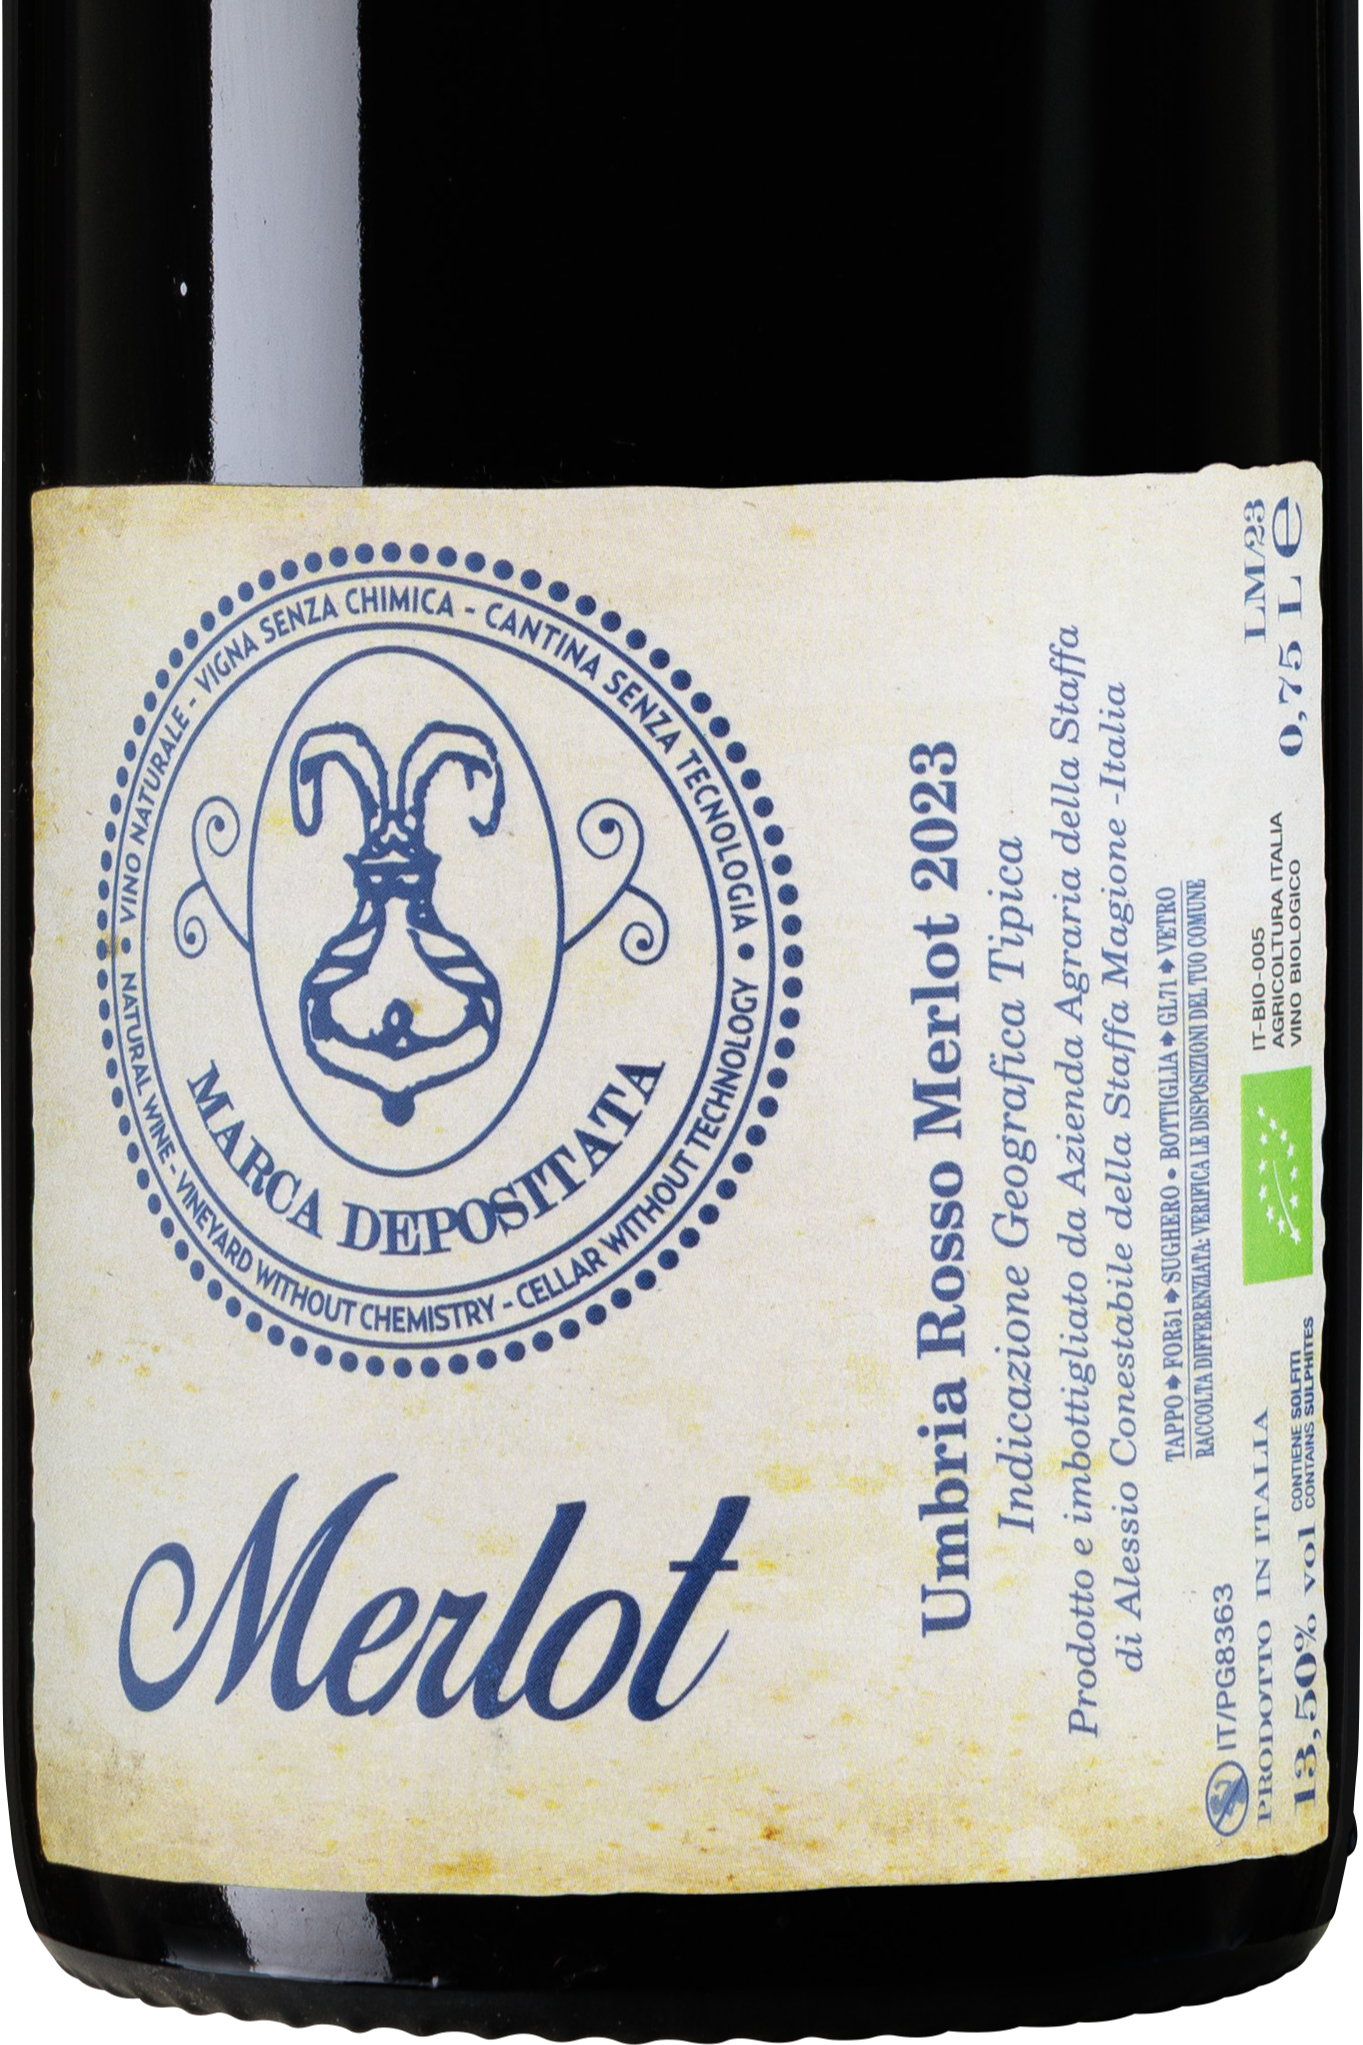 VINO NATURALE - VIGNA SENZA CHIMICA - CANTINA SENZA TECNOLOGIA •
NATURAL WINE - VINEYARD WITHOUT CHEMISTRY - CELLAR WITHOUT TECHNOLOGY •
MARCA DEPOSITATA
Merlot
Umbria Rosso Merlot 2023
Indicazione Geografica Tipica
Prodotto e imbottigliato da Azienda Agraria della Staffa
di Alessio Conestabile della Staffa Magione -Italia
TAPPO ➧ FOR51 ➧ SUGHERO • BOTTIGLIA ➧ GL71 ➧ VETRO
RACCOLTA DIFFERENZIATA: VERIFICA LE DISPOSIZIONI DEL TUO COMUNE
IT/PG8363
PRODOTTO IN ITALIA
13,50% vol
CONTIENE SOLFITI
CONTAINS SULPHITES
IT-BIO-005
AGRICOLTURA ITALIA
VINO BIOLOGICO
LM/23
0,75 L e